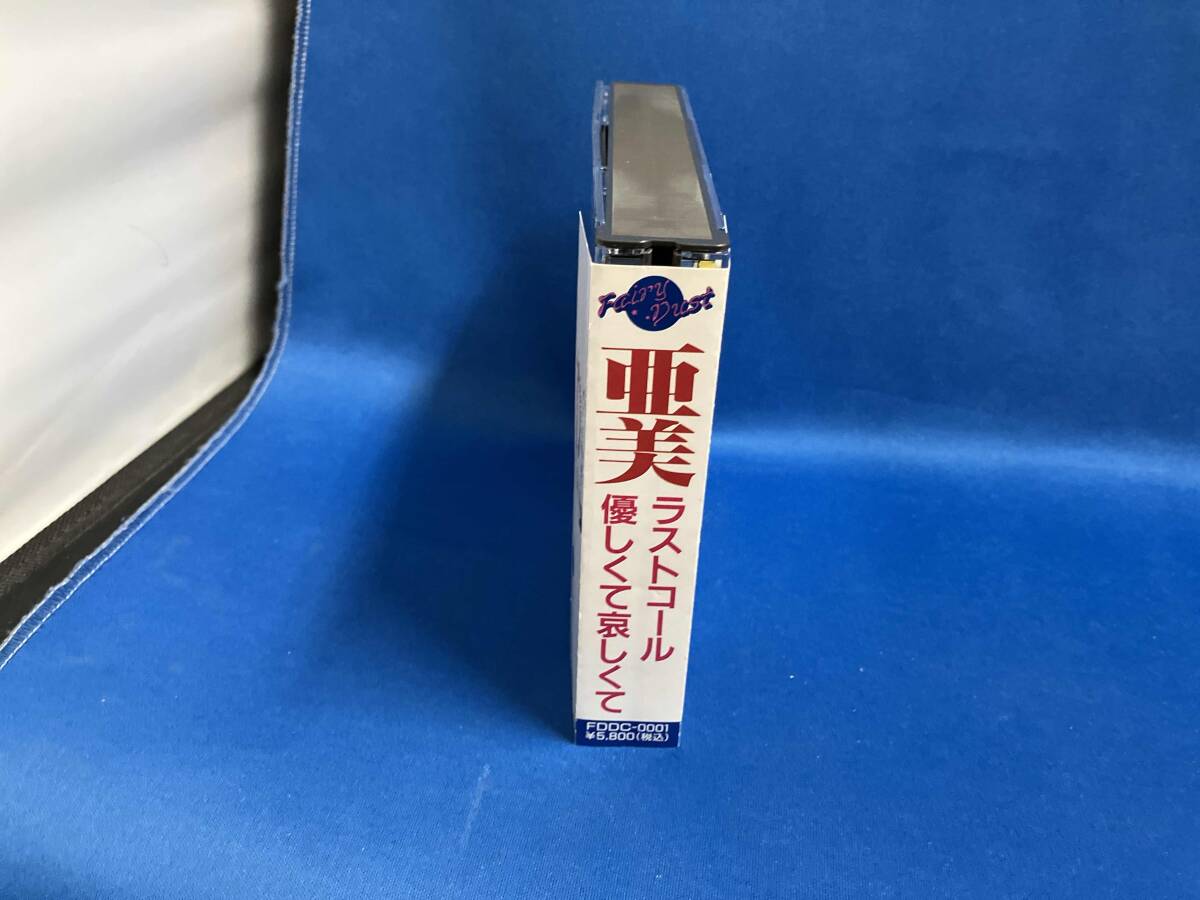 Fairy Dust
亜美
ラストコール
優しくて哀しくて
FDDC-0001
¥5,800(税込)